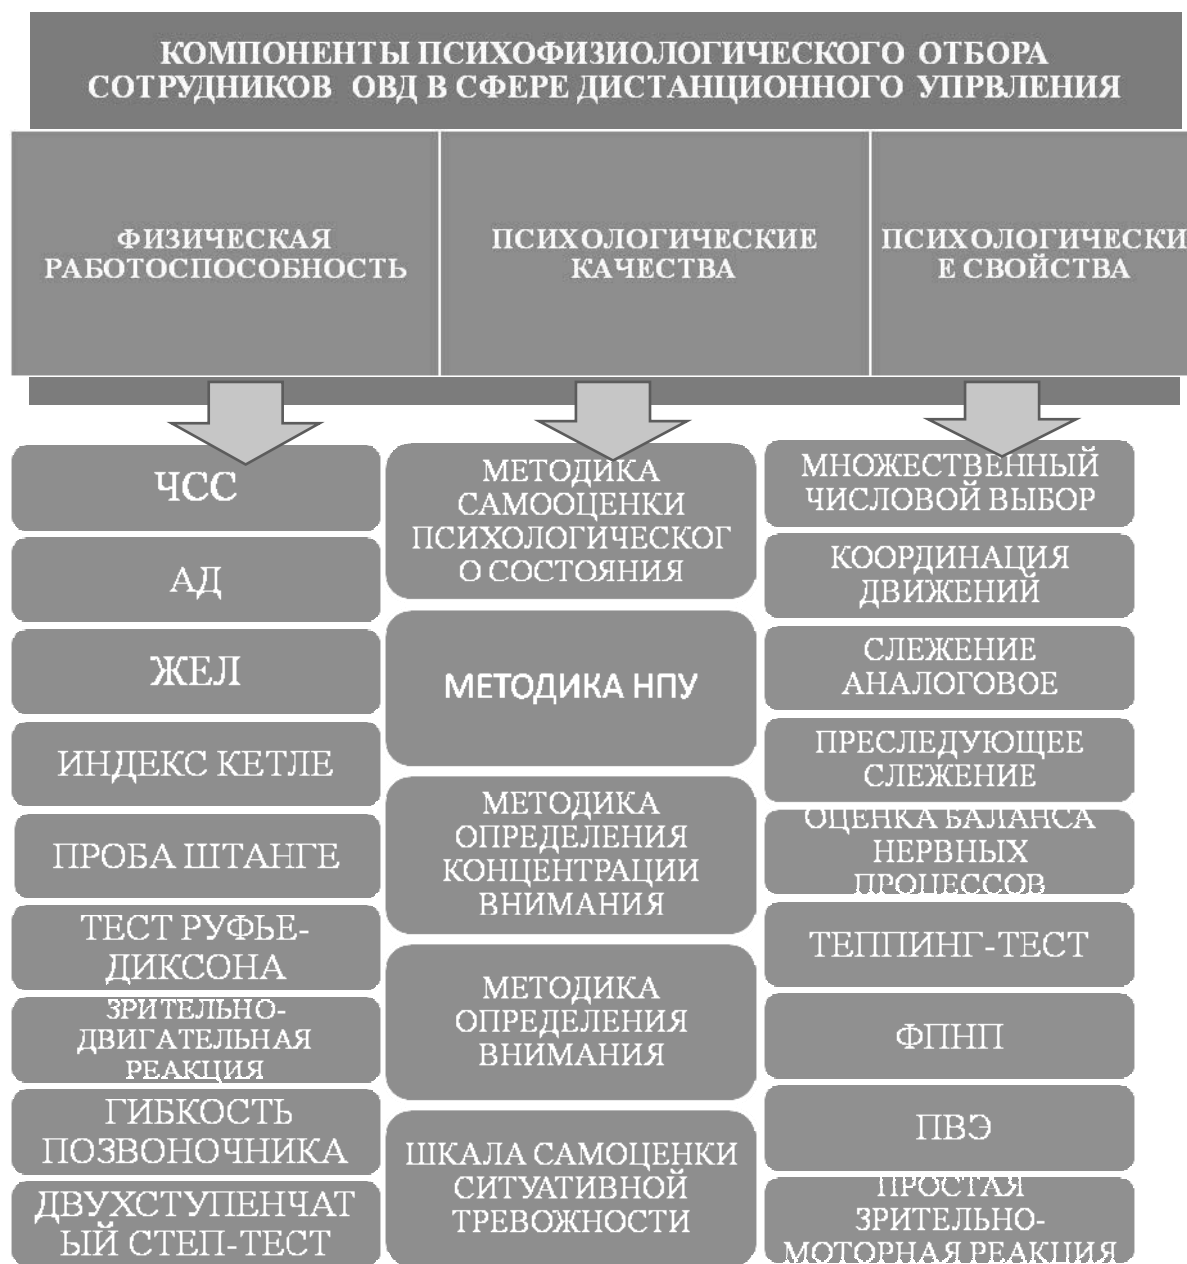 КОМПОНЕНТЫ ПСИХОФИЗИОЛОГИЧЕСКОГО ОТБОРА
СОТРУДНИКОВ ОВД В СФЕРЕ ДИСТАНЦИОННОГО УПРВЛЕНИЯ
ФИЗИЧЕСКАЯ
РАБОТОСПОСОБНОСТЬ
ПСИХОЛОГИЧЕСКИЕ
КАЧЕСТВА
ПСИХОЛОГИЧЕСКИ
Е СВОЙСТВА
ЧСС
АД
ЖЕЛ
ИНДЕКС КЕТЛЕ
ПРОБА ШТАНГЕ
ТЕСТ РУФЬЕ-
ДИКСОНА
ЗРИТЕЛЬНО-
ДВИГАТЕЛЬНАЯ
РЕАКЦИЯ
ГИБКОСТЬ
ПОЗВОНОЧНИКА
ДВУХСТУПЕНЧАТ
ЫЙ СТЕП-ТЕСТ
МЕТОДИКА
САМООЦЕНКИ
ПСИХОЛОГИЧЕСКОГ
О СОСТОЯНИЯ
МЕТОДИКА НПУ
МЕТОДИКА
ОПРЕДЕЛЕНИЯ
КОНЦЕНТРАЦИИ
ВНИМАНИЯ
МЕТОДИКА
ОПРЕДЕЛЕНИЯ
ВНИМАНИЯ
ШКАЛА САМОЦЕНКИ
СИТУАТИВНОЙ
ТРЕВОЖНОСТИ
МНОЖЕСТВЕННЫЙ
ЧИСЛОВОЙ ВЫБОР
КООРДИНАЦИЯ
ДВИЖЕНИЙ
СЛЕЖЕНИЕ
АНАЛОГОВОЕ
ПРЕСЛЕДУЮЩЕЕ
СЛЕЖЕНИЕ
ОЦЕНКА БАЛАНСА
НЕРВНЫХ
ПРОЦЕССОВ
ТЕППИНГ-ТЕСТ
ФПНП
ПВЭ
ПРОСТАЯ
ЗРИТЕЛЬНО-
МОТОРНАЯ РЕАКЦИЯ